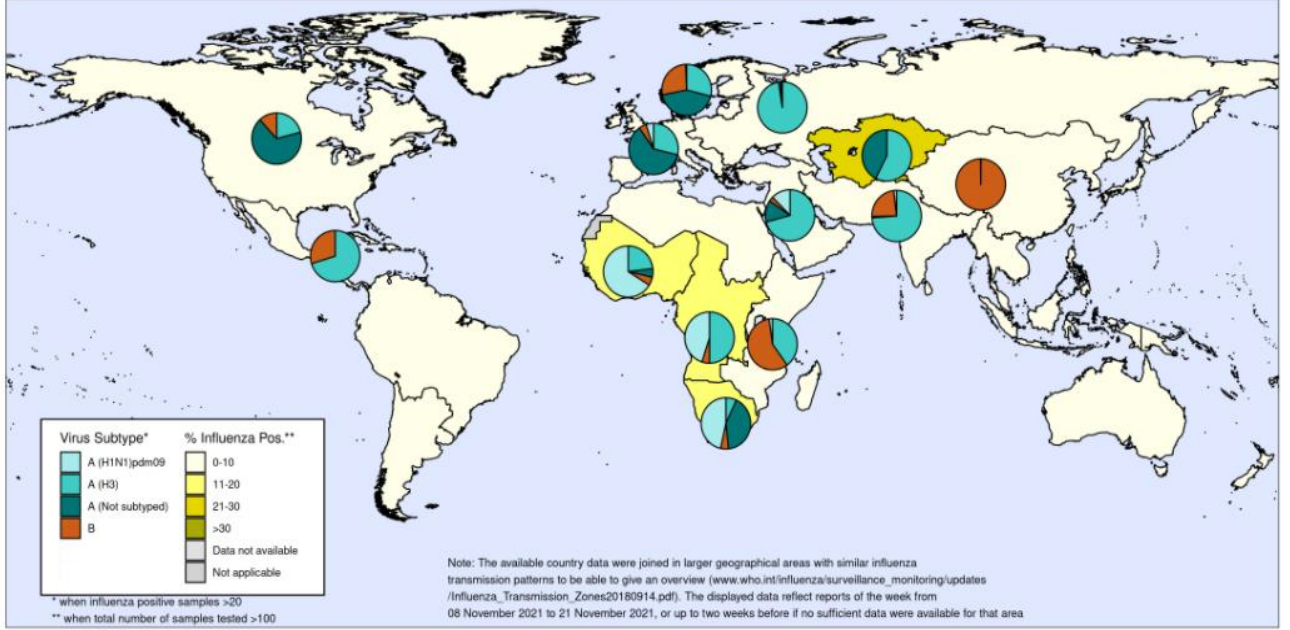 Virus Subtype*
A (H1N1)pdm09
A (H3)
A (Not subtyped)
B
% Influenza Pos.**
0-10
11-20
21-30
>30
Data not available
Not applicable
* when influenza positive samples >20
** when total number of samples tested >100
Note: The available country data were joined in larger geographical areas with similar influenza
transmission patterns to be able to give an overview (www.who.int/influenza/surveillance_monitoring/updates
/Influenza_Transmission_Zones20180914.pdf). The displayed data reflect reports of the week from
08 November 2021 to 21 November 2021, or up to two weeks before if no sufficient data were available for that area